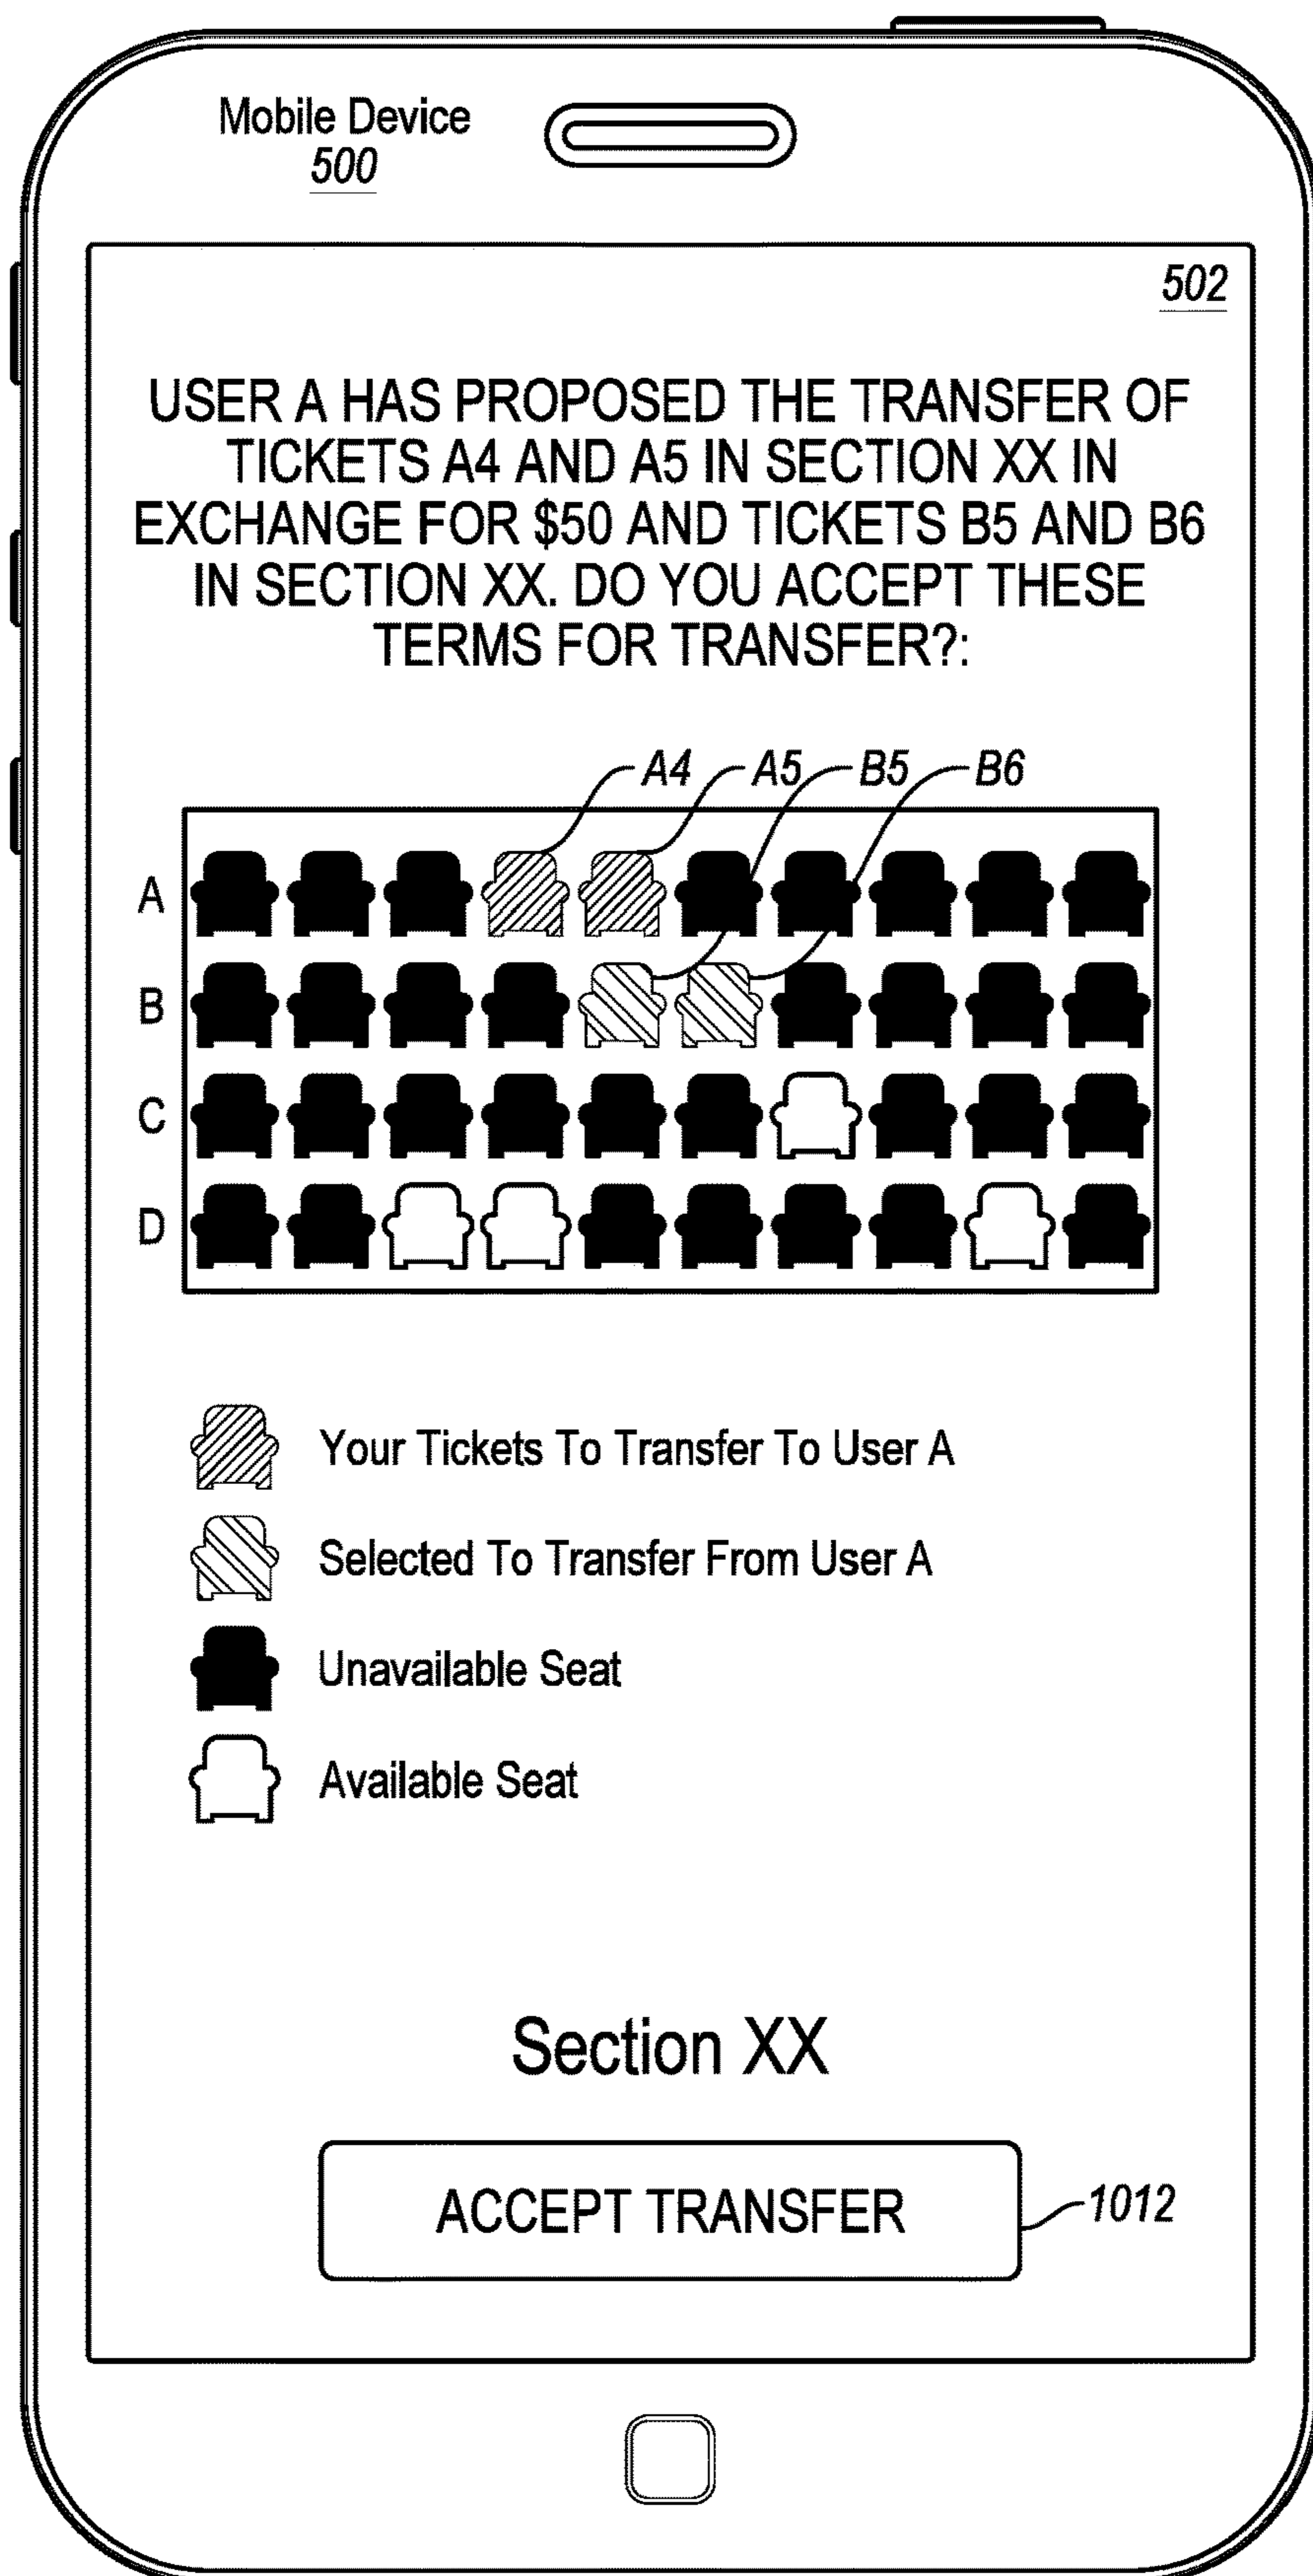 Mobile Device
500
502
USER A HAS PROPOSED THE TRANSFER OF
TICKETS A4 AND A5 IN SECTION XX IN
EXCHANGE FOR $50 AND TICKETS B5 AND B6
IN SECTION XX. DO YOU ACCEPT THESE
TERMS FOR TRANSFER?:
A4 A5 B5 B6
A
B
C
D
Your Tickets To Transfer To User A
Selected To Transfer From User A
Unavailable Seat
Available Seat
Section XX
ACCEPT TRANSFER
1012